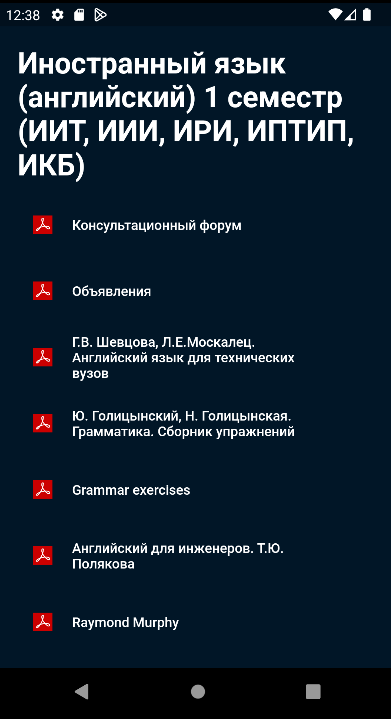 12:38
Иностранный язык
(английский) 1 семестр
(ИИТ, ИИИ, ИРИ, ИПТИП,
ИКБ)
Консультационный форум
Объявления
Г.В. Шевцова, Л.Е.Москалец.
Английский язык для технических
вузов
Ю. Голицынский, Н. Голицынская.
Грамматика. Сборник упражнений
Grammar exercises
Английский для инженеров. Т.Ю.
Полякова
Raymond Murphy